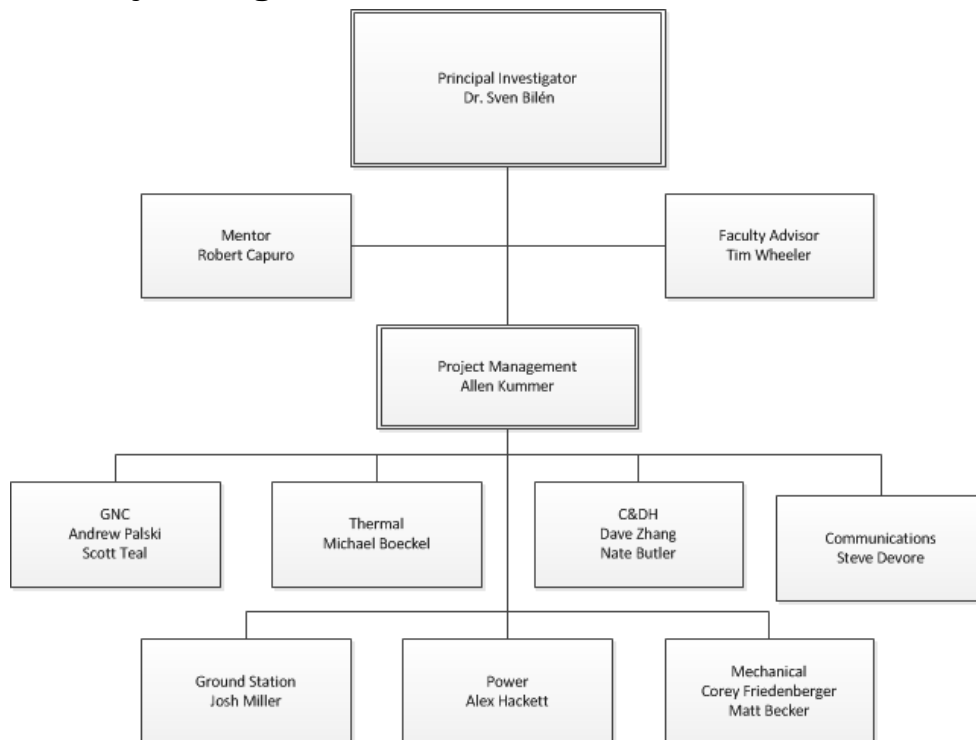 Principal Investigator
Dr. Sven Bilén
Mentor
Robert Capuro
Faculty Advisor
Tim Wheeler
Project Management
Allen Kummer
GNC
Andrew Palski
Scott Teal
Thermal
Michael Boeckel
C&DH
Dave Zhang
Nate Butler
Communications
Steve Devore
Ground Station
Josh Miller
Power
Alex Hackett
Mechanical
Corey Friedenberger
Matt Becker